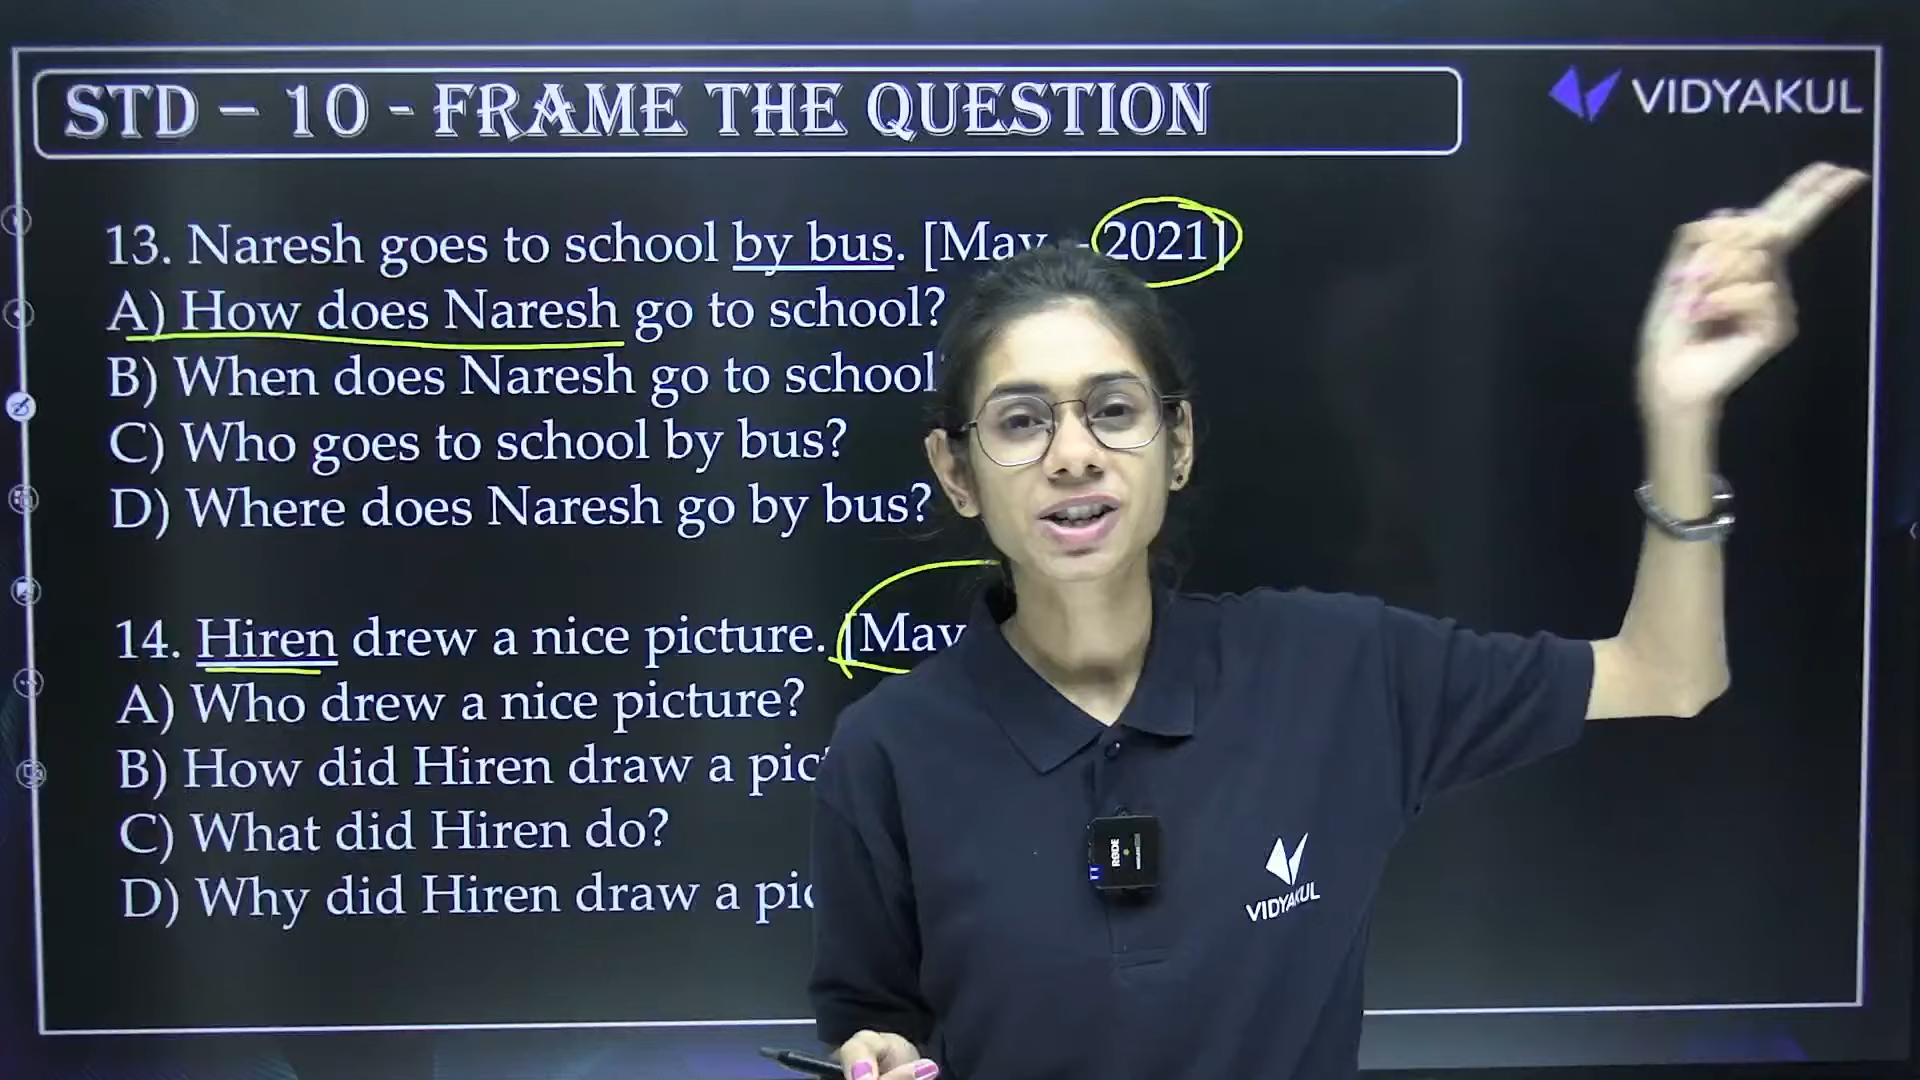 STD – 10 - FRAME THE QUESTION
VIDYAKUL
13. Naresh goes to school by bus. [May - 2021]
A) How does Naresh go to school?
B) When does Naresh go to school
C) Who goes to school by bus?
D) Where does Naresh go by bus?
14. Hiren drew a nice picture. [May
A) Who drew a nice picture?
B) How did Hiren draw a pic
C) What did Hiren do?
D) Why did Hiren draw a pic
RØDE
VIDYAKUL